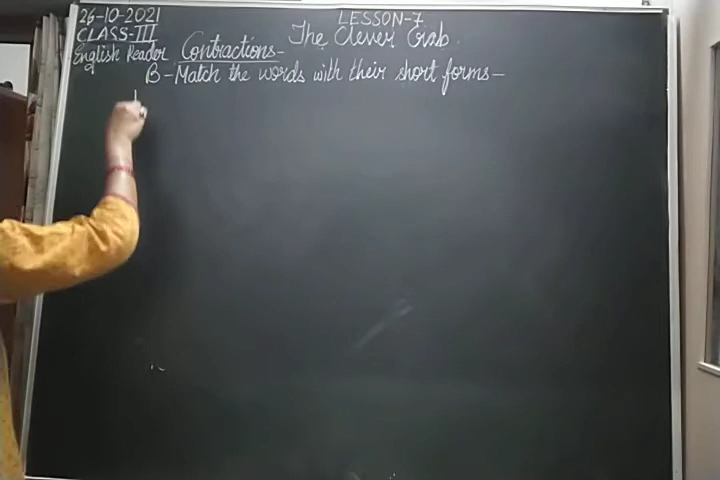 26-10-2021 LESSON-7
CLASS-III The Clever Crab.
English Reader Contractions-
B-Match the words with their short forms-